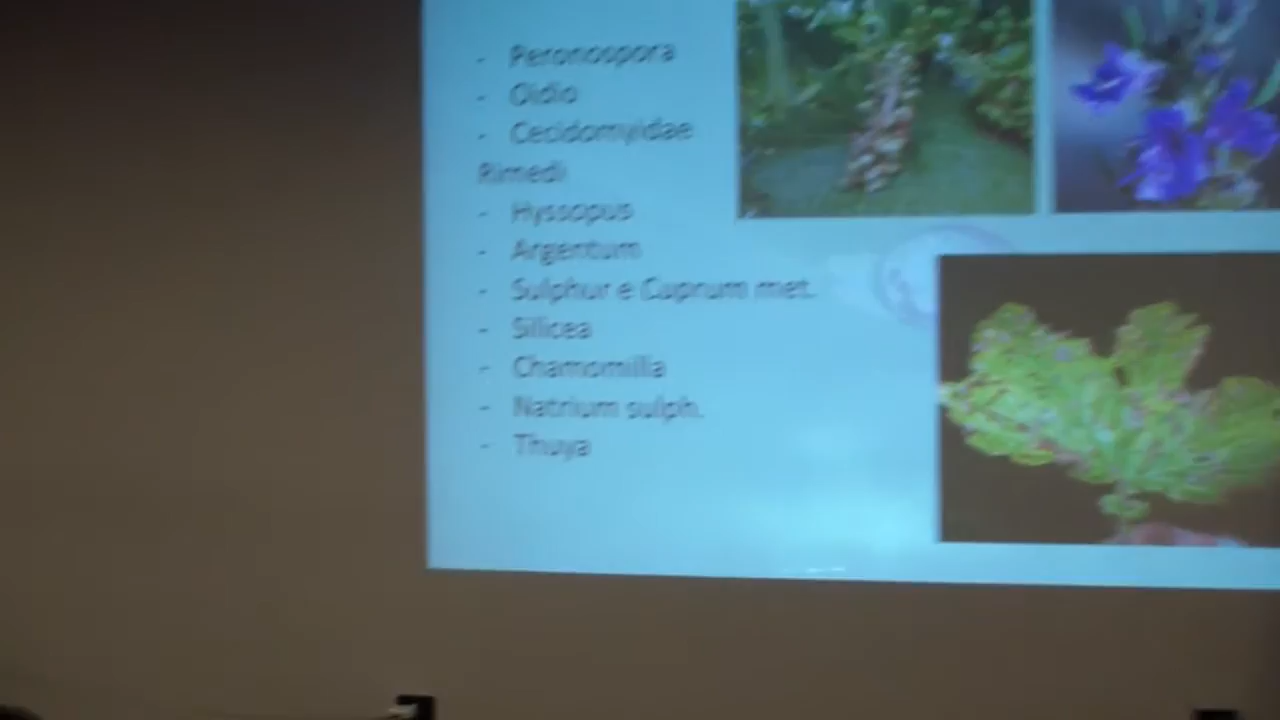 - Peronospora
- Oidio
- Cecidomyidae
Rimedi
- Hyssopus
- Argentum
- Sulphur e Cuprum met.
- Silicea
- Chamomilla
- Natrium sulph.
- Thuya